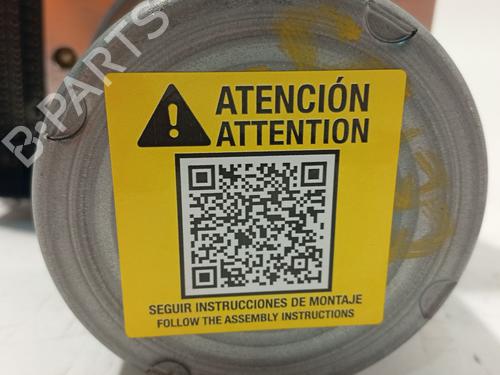 B-PARTS
ATENCIÓN
ATTENTION
SEGUIR INSTRUCCIONES DE MONTAJE
FOLLOW THE ASSEMBLY INSTRUCTIONS